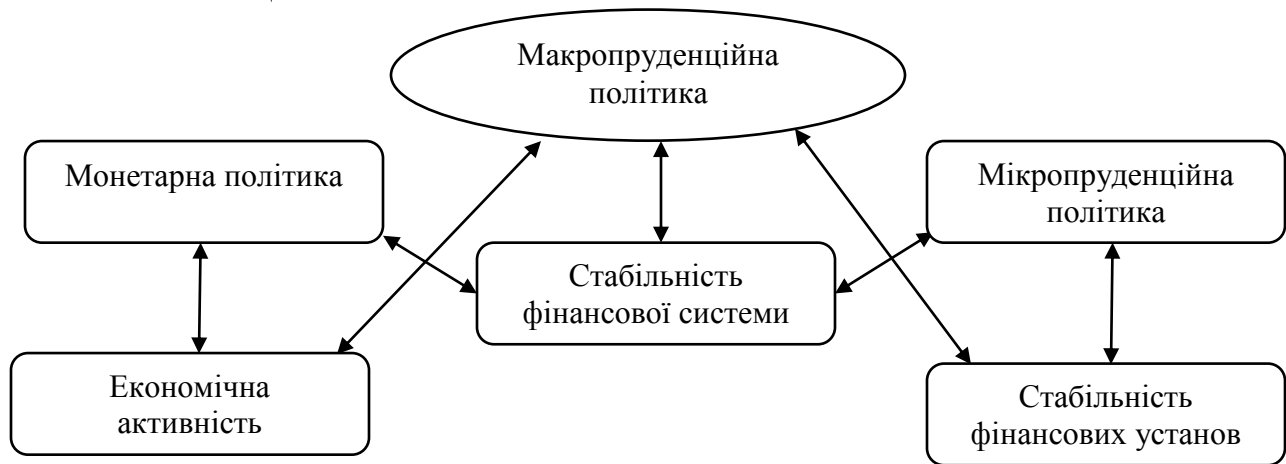 Макропруденційна
політика
Монетарна політика
Мікропруденційна
політика
Стабільність
фінансової системи
Економічна
активність
Стабільність
фінансових установ